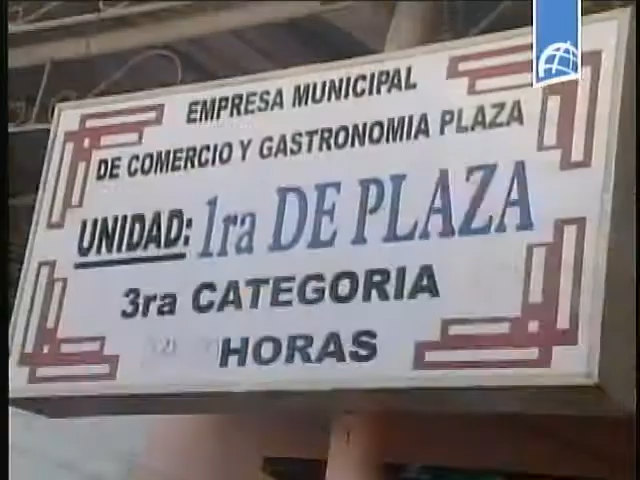 EMPRESA MUNICIPAL
DE COMERCIO Y GASTRONOMIA PLAZA
UNIDAD: 1ra DE PLAZA
3ra CATEGORIA
HORAS